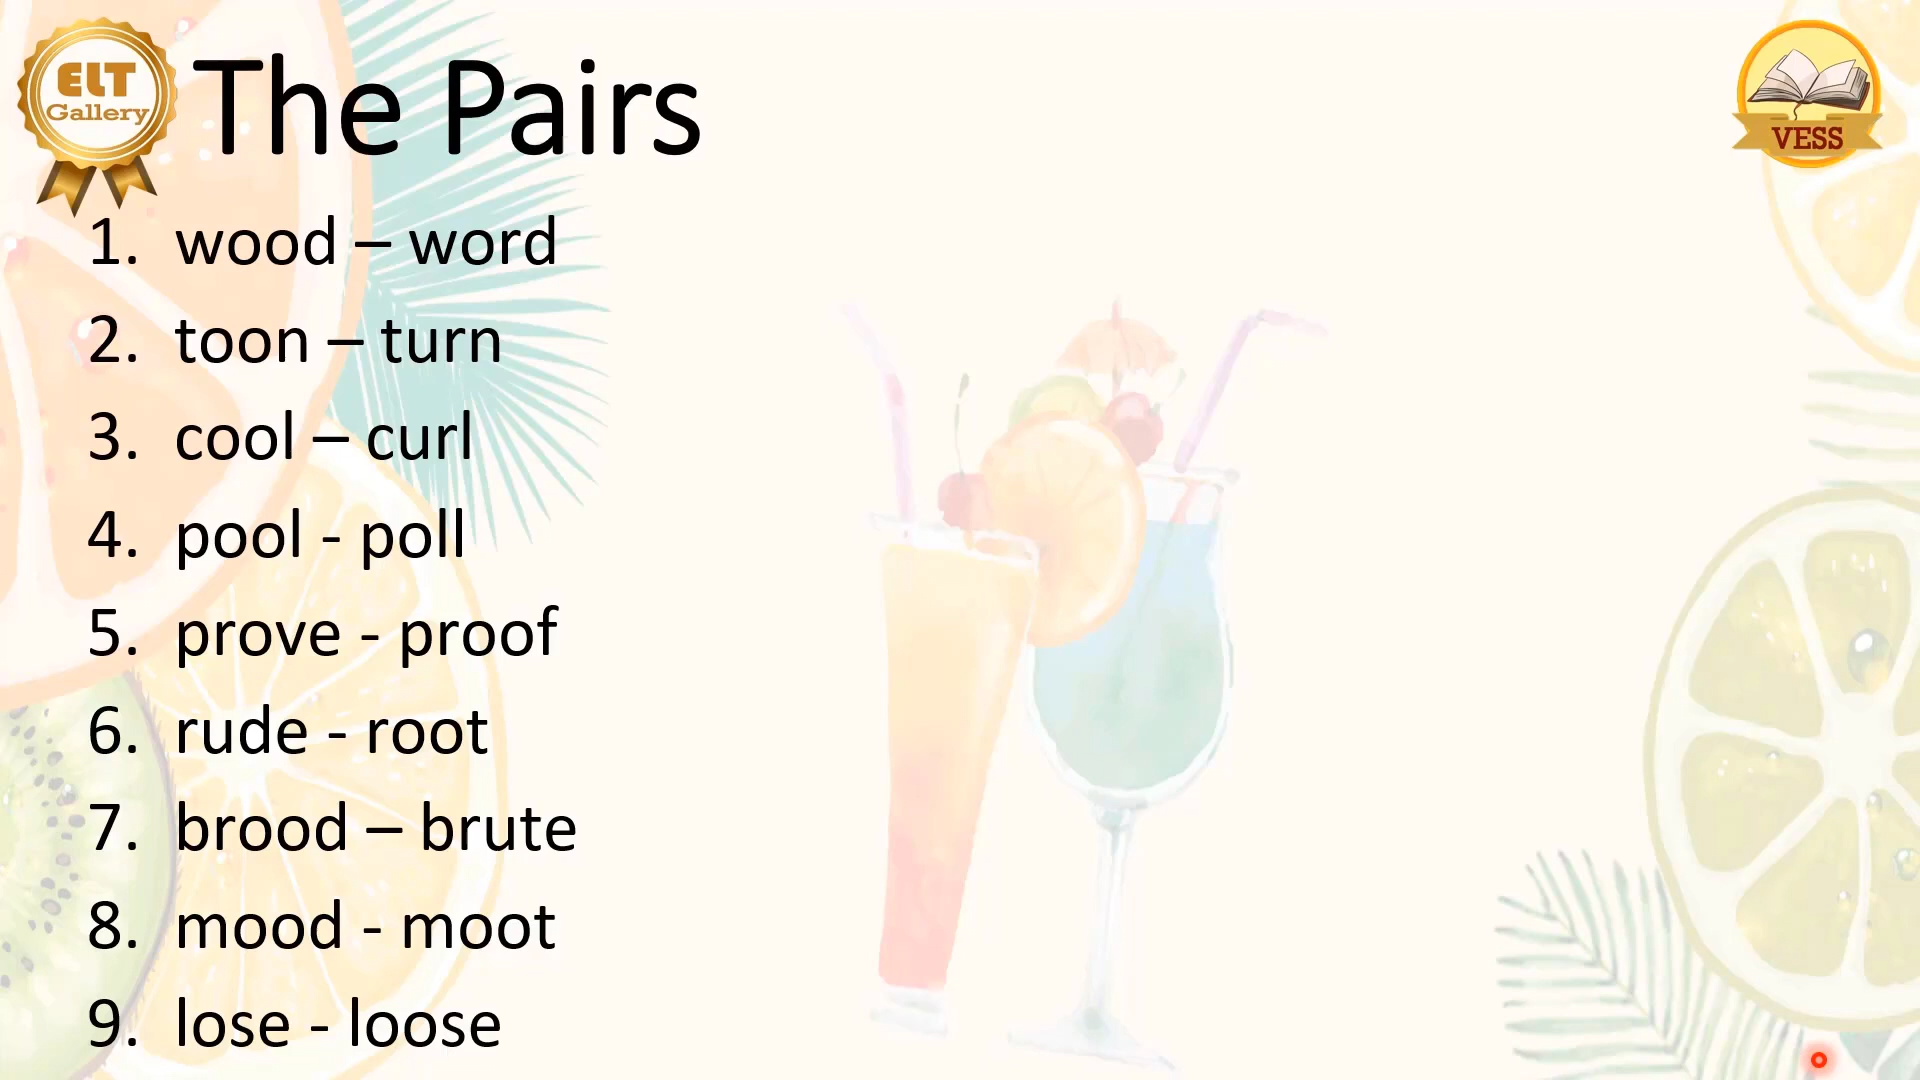 ELT
Gallery
The Pairs
VESS
1. wood – word
2. toon – turn
3. cool – curl
4. pool - poll
5. prove - proof
6. rude - root
7. brood – brute
8. mood - moot
9. lose - loose